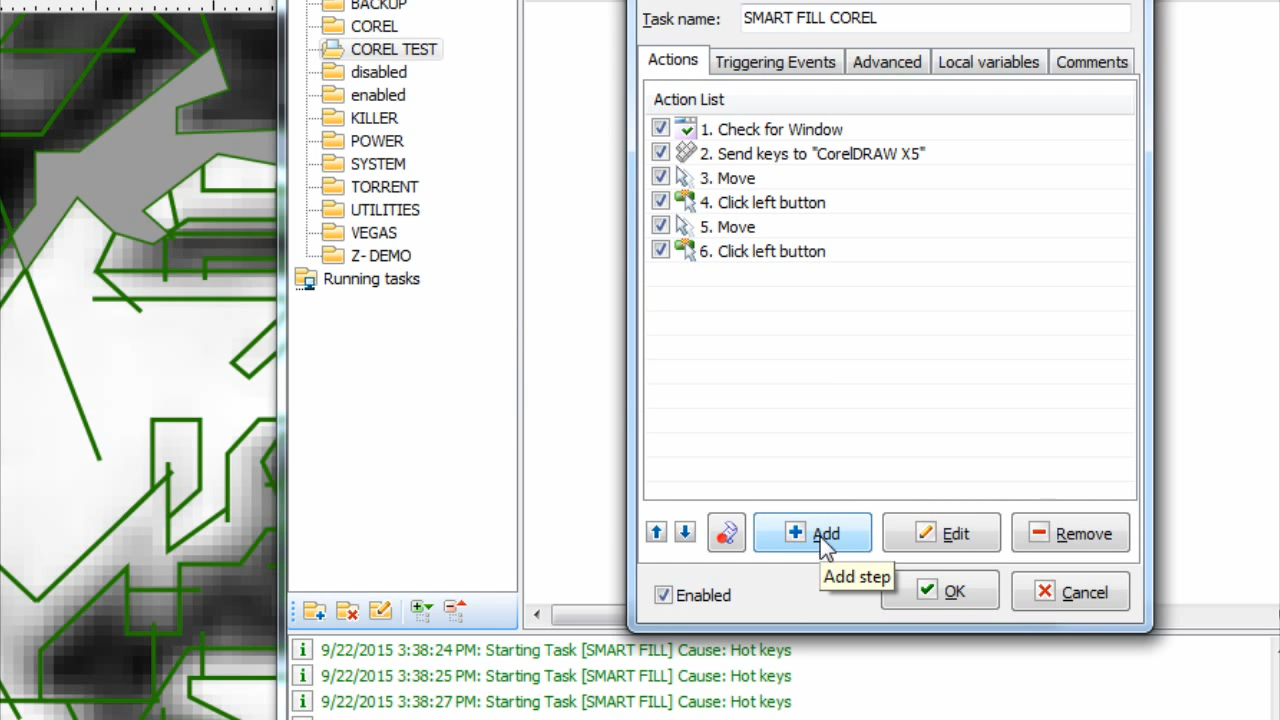 BACKUP
COREL
COREL TEST
disabled
enabled
KILLER
POWER
SYSTEM
TORRENT
UTILITIES
VEGAS
Z- DEMO
Running tasks
Task name: SMART FILL COREL
Actions Triggering Events Advanced Local variables Comments
Action List
1. Check for Window
2. Send keys to "CorelDRAW X5"
3. Move
4. Click left button
5. Move
6. Click left button
Add Edit Remove
Add step
Enabled OK Cancel
9/22/2015 3:38:24 PM: Starting Task [SMART FILL] Cause: Hot keys
9/22/2015 3:38:25 PM: Starting Task [SMART FILL] Cause: Hot keys
9/22/2015 3:38:27 PM: Starting Task [SMART FILL] Cause: Hot keys